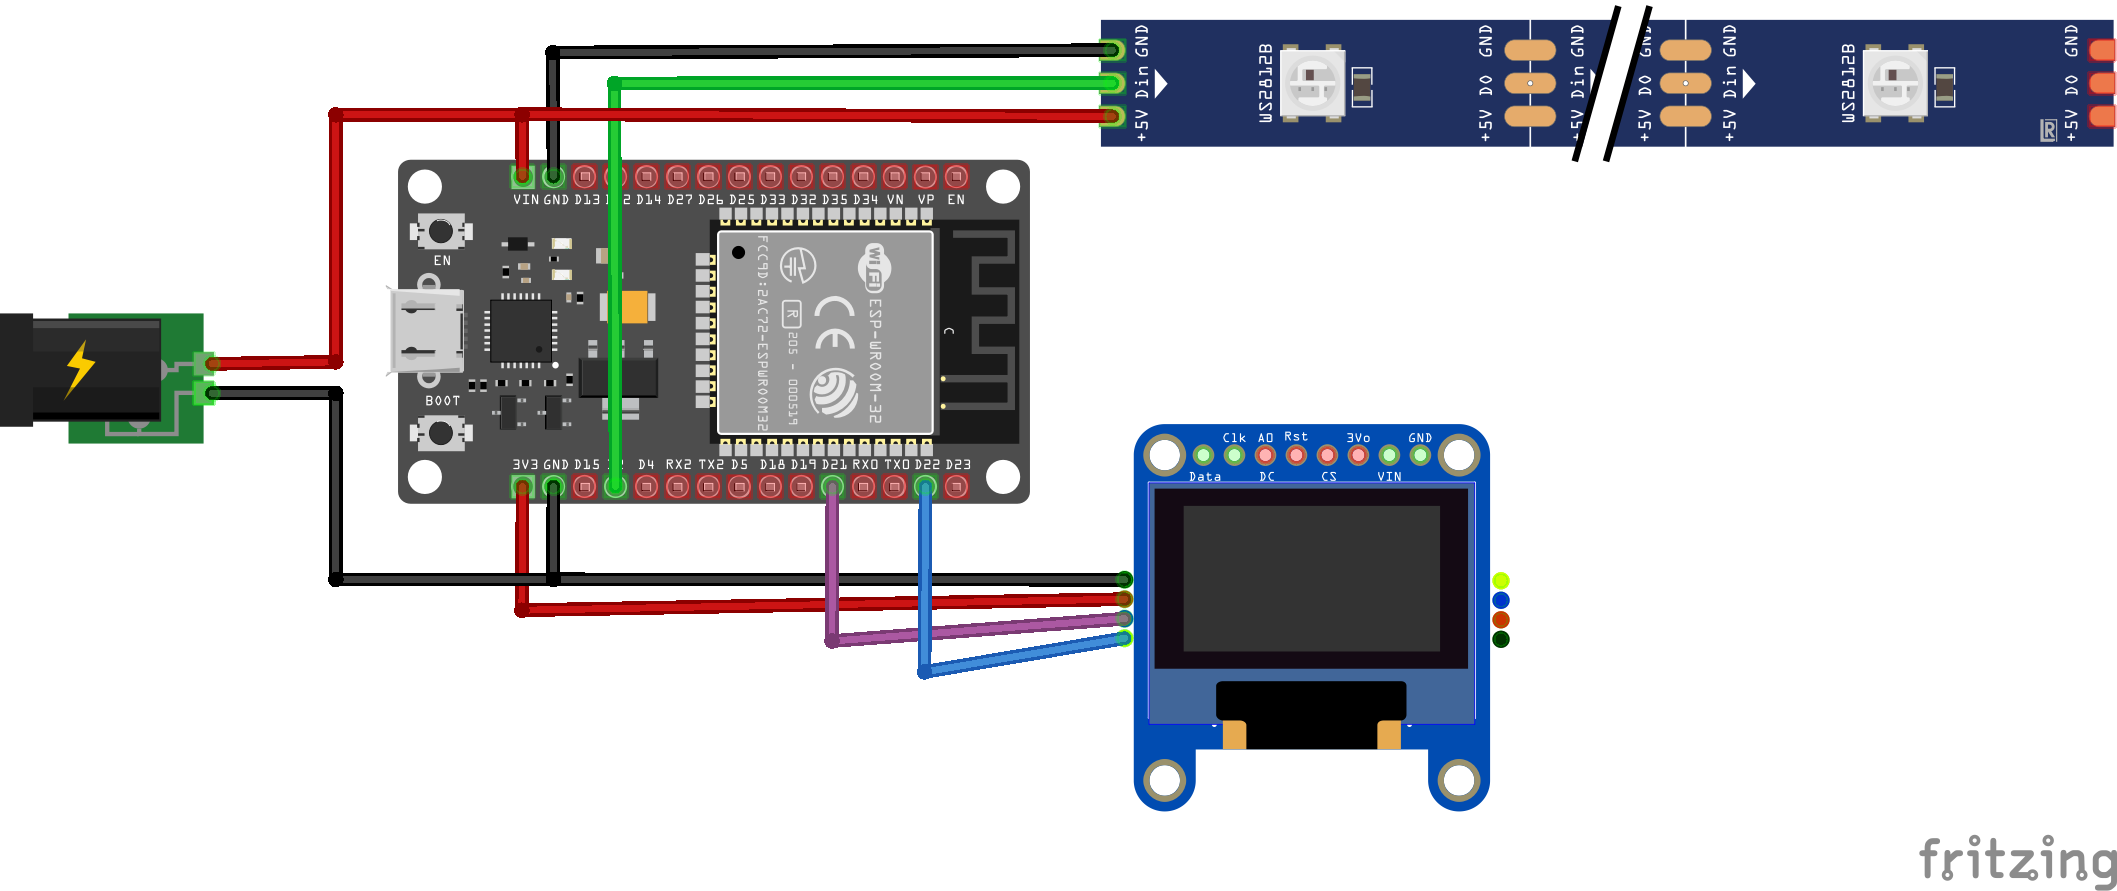 GND Din +5V
WS2812B
GND DO +5V
GND Din +5V
GND DO +5V
GND Din +5V
WS2812B
GND DO +5V
R
VIN GND D13 D12 D14 D27 D26 D25 D33 D32 D35 D34 VN VP EN
EN
BOOT
FCC9D:2AC72-ESPWROOM32
R
205 - 000519
CE
WiFi
ESP-WROOM-32
C
3V3 GND D15 D4 RX2 TX2 D5 D18 D19 D21 RX0 TX0 D22 D23
Clk A0 Rst 3Vo GND
Data DC CS VIN
fritzing